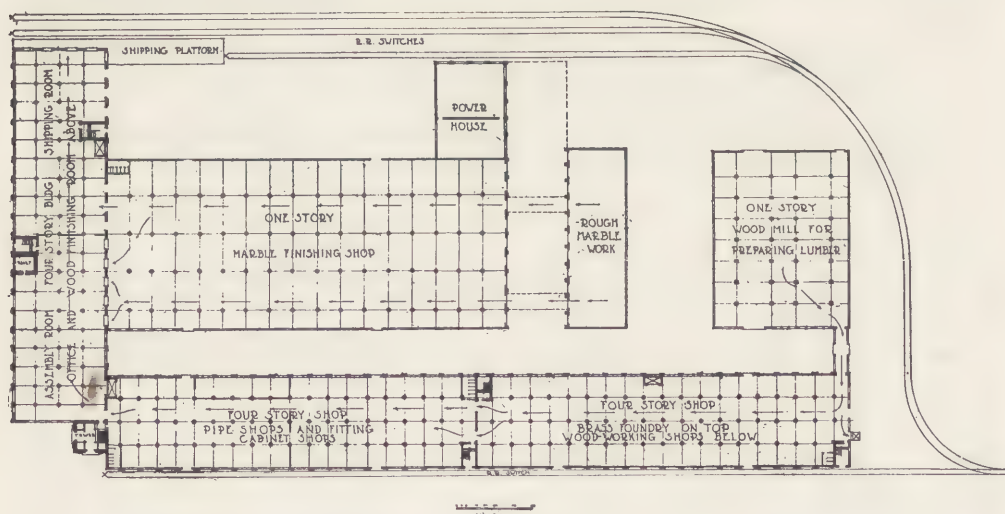 SHIPPING PLATFORM
R.R. SWITCHES
POWER
HOUSE
ASSEMBLY ROOM FOUR STORY BLDG SHIPPING ROOM
OFFICE AND WOOD FINISHING ROOM ABOVE
ONE STORY
MARBLE FINISHING SHOP
ROUGH
MARBLE
WORK
ONE STORY
WOOD MILL FOR
PREPARING LUMBER
VAULT
FOUR STORY SHOP
PIPE SHOPS AND FITTING
CABINET SHOPS
FOUR STORY SHOP
BRASS FOUNDRY ON TOP
WOOD-WORKING SHOPS BELOW
TOWER
R.R. SWITCH